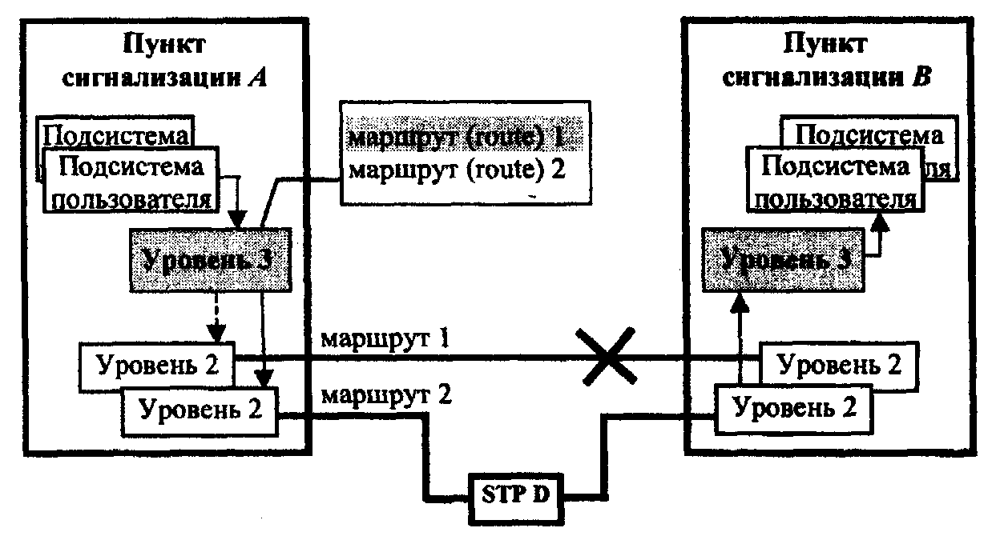 Пункт
сигнализации A
Пункт
сигнализации B
Подсистема
Подсистема
пользователя
маршрут (route) 1
маршрут (route) 2
Подсистема
Подсистема
ля
пользователя
Уровень 3
Уровень 3
маршрут 1
Уровень 2
Уровень 2
маршрут 2
Уровень 2
Уровень 2
STP D